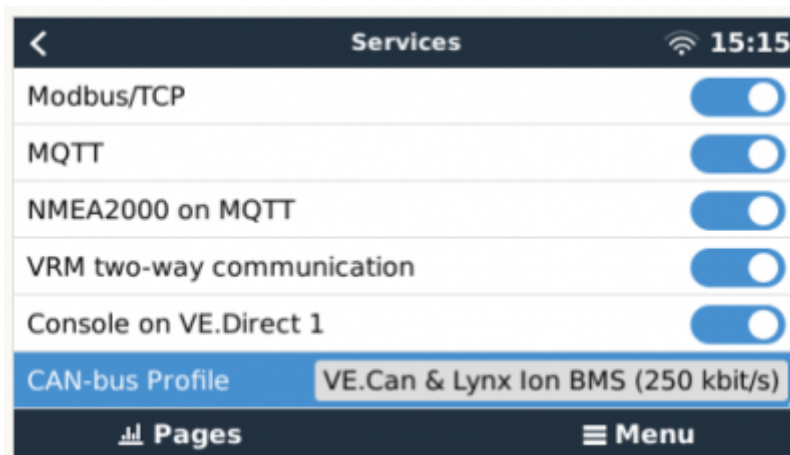 Services 15:15
Modbus/TCP
MQTT
NMEA2000 on MQTT
VRM two-way communication
Console on VE.Direct 1
CAN-bus Profile VE.Can & Lynx Ion BMS (250 kbit/s)
Pages Menu